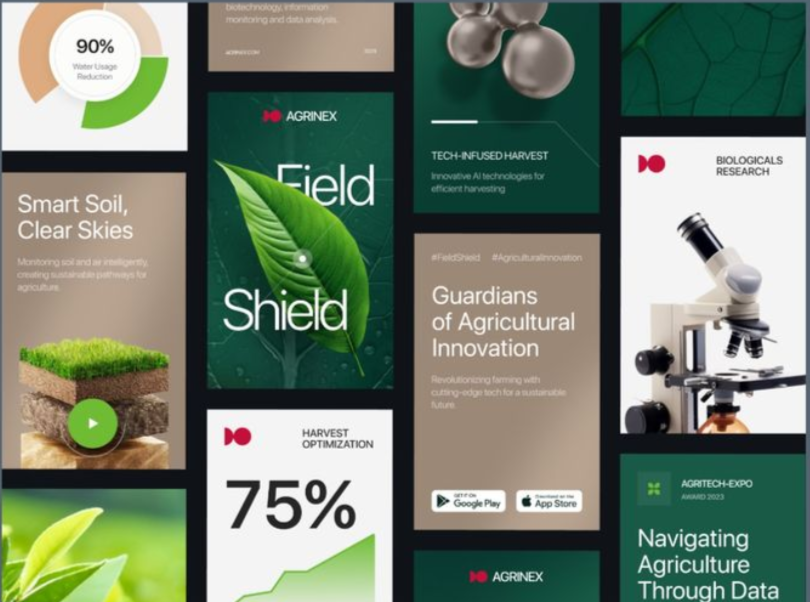 90%
Water Usage
Reduction
Smart Soil,
Clear Skies
Monitoring soil and air intelligently,
creating sustainable pathways for
agriculture.
biotechnology, information
monitoring and data analysis.
AGRINEX.COM
AGRINEX
Field
Shield
HARVEST
OPTIMIZATION
75%
TECH-INFUSED HARVEST
Innovative AI technologies for
efficient harvesting
#FieldShield #AgriculturalInnovation
Guardians
of Agricultural
Innovation
Revolutionizing farming with
cutting-edge tech for a sustainable
future.
GET IT ON
Google Play
Download on the
App Store
AGRINEX
BIOLOGICALS
RESEARCH
AGRITECH-EXPO
AWARD 2023
Navigating
Agriculture
Through Data